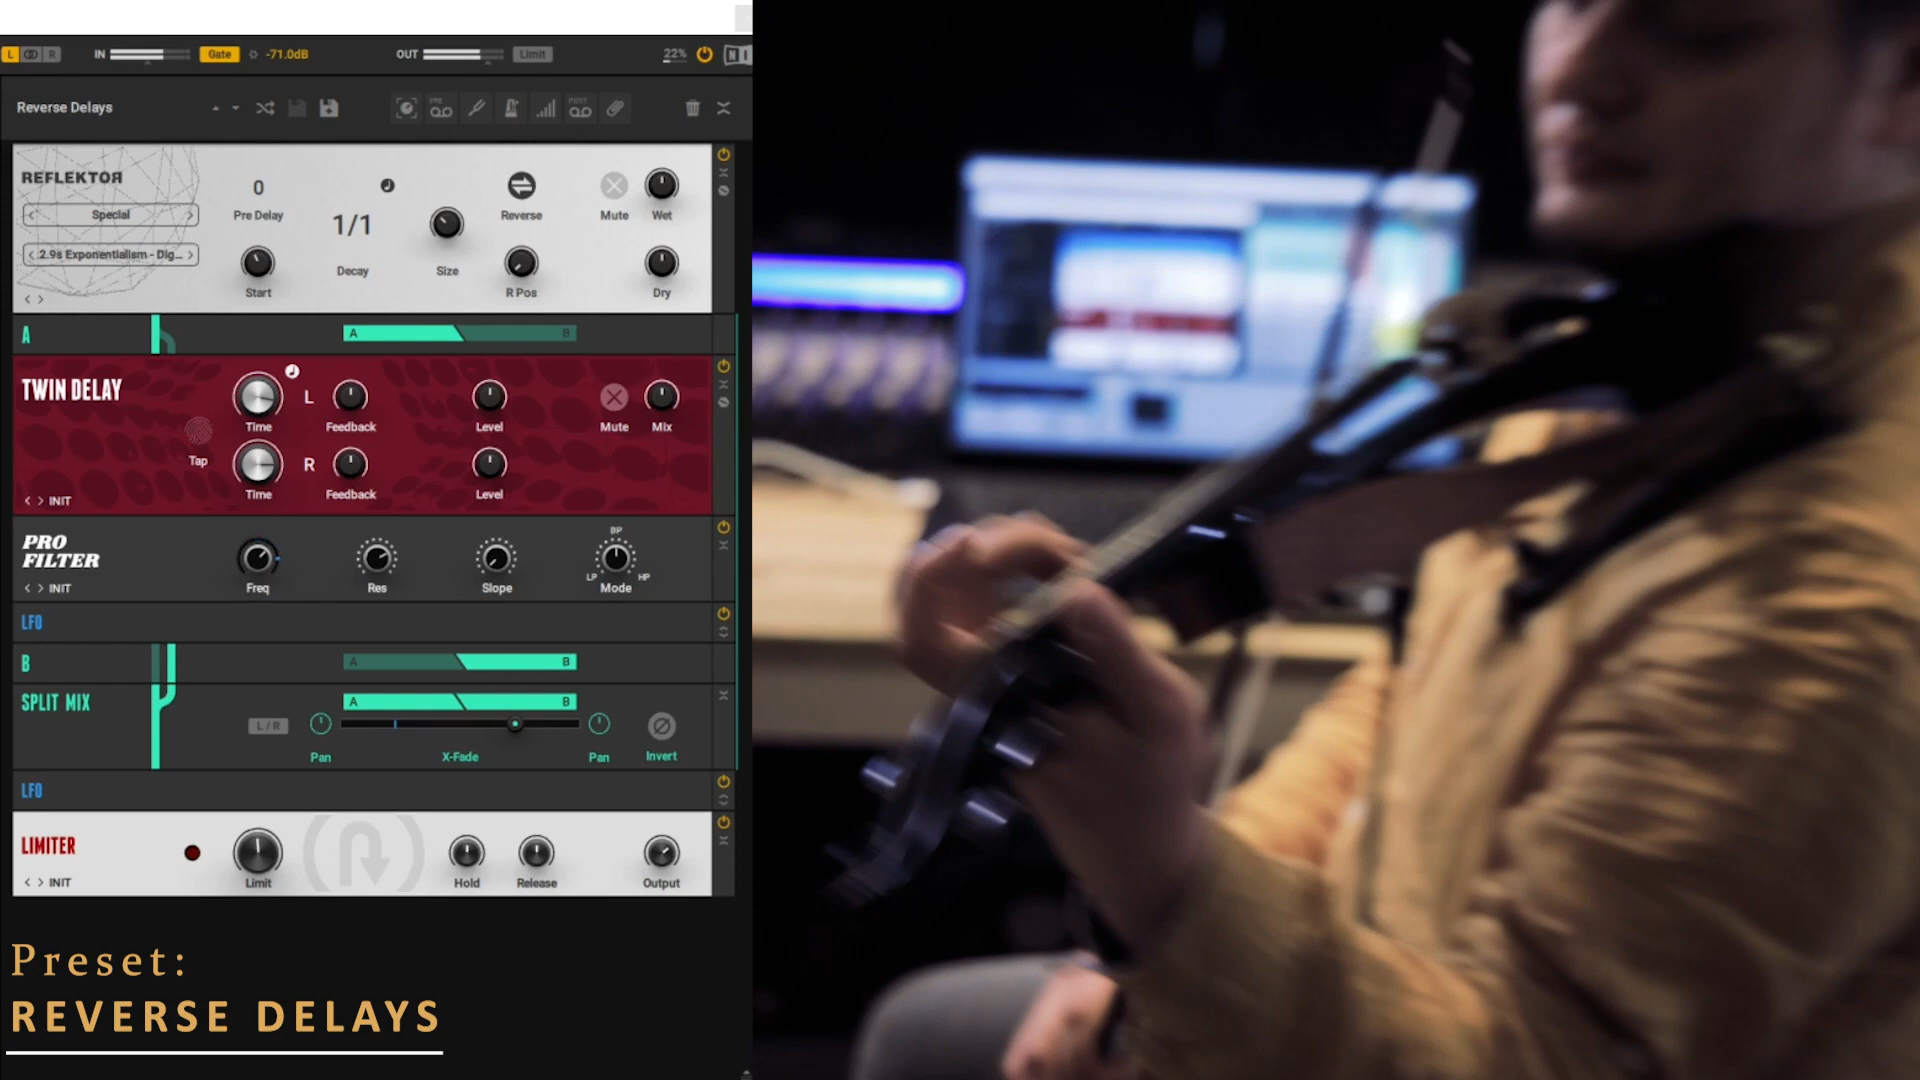 L R IN Gate -71.0dB OUT Limit 22% N I
Reverse Delays PRE POST
REFLEKTOR
Special
2.9s Exponentialism - Dig...
0
Pre Delay
Start
1/1
Decay
Size
Reverse
R Pos
Mute
Wet
Dry
A A B
TWIN DELAY
Tap
Time L Feedback Level Mute Mix
Time R Feedback Level
< > INIT
PRO
FILTER
< > INIT
Freq Res Slope Mode
BP
LP HP
LFO
B A B
SPLIT MIX A B
L / R
Pan X-Fade Pan Invert
LFO
LIMITER
< > INIT
Limit Hold Release Output
Preset:
REVERSE DELAYS